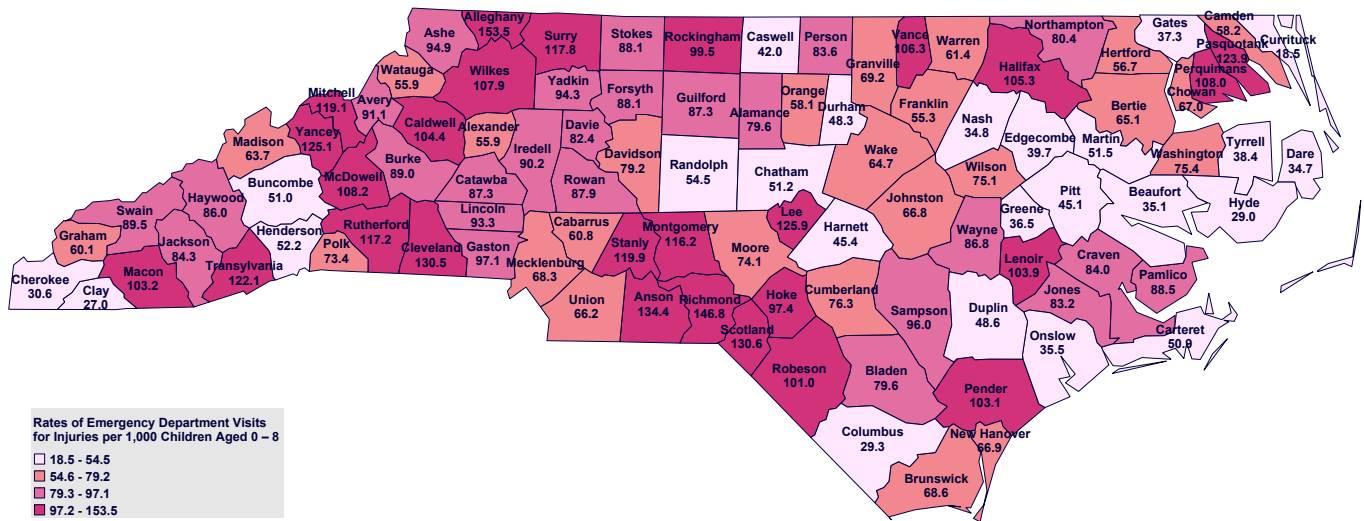 Alleghany
153.5
Ashe
94.9
Surry
117.8
Stokes
88.1
Rockingham
99.5
Caswell
42.0
Person
83.6
Vance
106.3
Granville
69.2
Warren
61.4
Northampton
80.4
Halifax
105.3
Hertford
56.7
Gates
37.3
Camden
58.2
Currituck
18.5
Pasquotank
123.9
Perquimans
108.0
Chowan
67.0
Bertie
65.1
Watauga
55.9
Wilkes
107.9
Yadkin
94.3
Forsyth
88.1
Guilford
87.3
Alamance
79.6
Orange
58.1
Durham
48.3
Franklin
55.3
Nash
34.8
Edgecombe
39.7
Martin
51.5
Washington
75.4
Tyrrell
38.4
Dare
34.7
Mitchell
119.1
Avery
91.1
Caldwell
104.4
Alexander
55.9
Iredell
90.2
Davie
82.4
Davidson
79.2
Randolph
54.5
Chatham
51.2
Wake
64.7
Wilson
75.1
Pitt
45.1
Beaufort
35.1
Hyde
29.0
Madison
63.7
Yancey
125.1
McDowell
108.2
Burke
89.0
Catawba
87.3
Rowan
87.9
Lee
125.9
Harnett
45.4
Johnston
66.8
Wayne
86.8
Greene
36.5
Lenoir
103.9
Craven
84.0
Pamlico
88.5
Jones
83.2
Carteret
50.9
Onslow
35.5
Duplin
48.6
Swain
89.5
Haywood
86.0
Buncombe
51.0
Henderson
52.2
Rutherford
117.2
Polk
73.4
Cleveland
130.5
Lincoln
93.3
Gaston
97.1
Mecklenburg
68.3
Cabarrus
60.8
Stanly
119.9
Montgomery
116.2
Moore
74.1
Cumberland
76.3
Sampson
96.0
Graham
60.1
Cherokee
30.6
Clay
27.0
Macon
103.2
Jackson
84.3
Transylvania
122.1
Union
66.2
Anson
134.4
Richmond
146.8
Hoke
97.4
Scotland
130.6
Robeson
101.0
Bladen
79.6
Pender
103.1
Columbus
29.3
New Hanover
66.9
Brunswick
68.6
Rates of Emergency Department Visits
for Injuries per 1,000 Children Aged 0 – 8
18.5 - 54.5
54.6 - 79.2
79.3 - 97.1
97.2 - 153.5